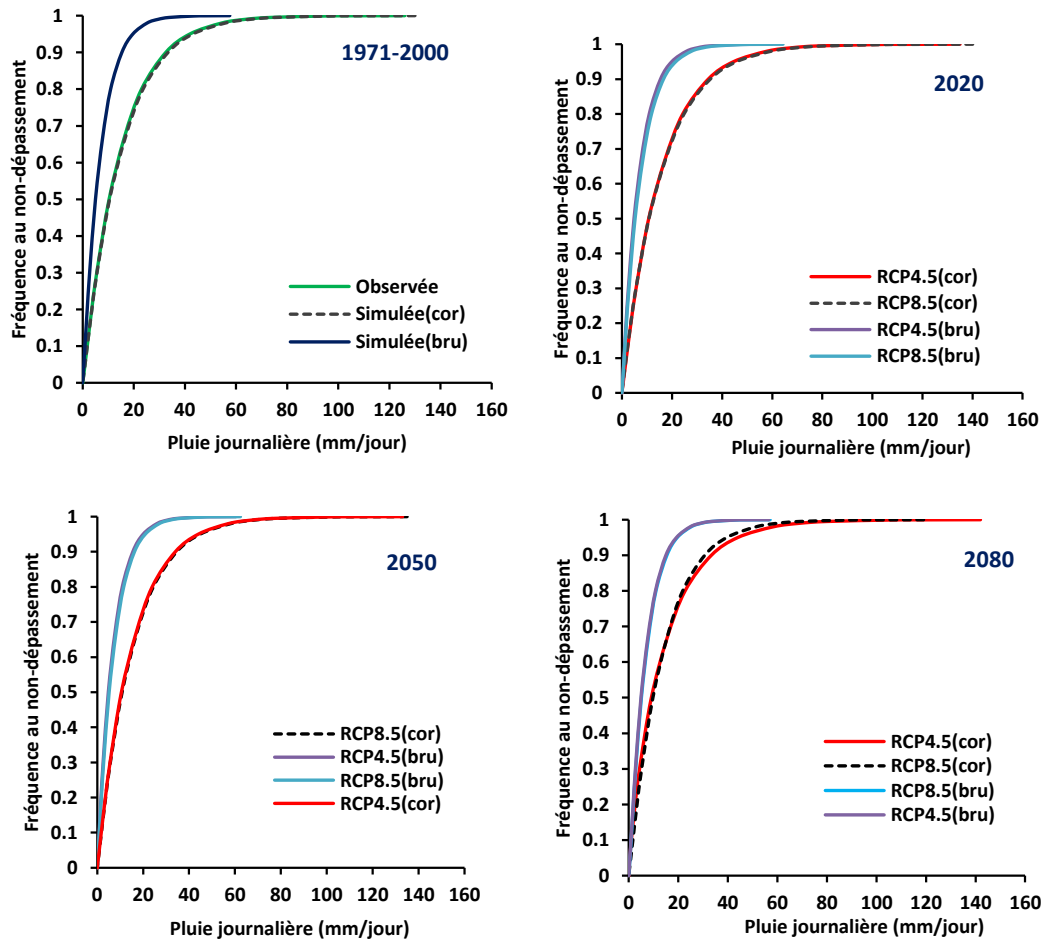 1971-2000
Fréquence au non-dépassement
1
0.9
0.8
0.7
0.6
0.5
0.4
0.3
0.2
0.1
0
Observée
Simulée(cor)
Simulée(bru)
0 20 40 60 80 100 120 140 160
Pluie journalière (mm/jour)
2020
Fréquence au non-dépassement
1
0.9
0.8
0.7
0.6
0.5
0.4
0.3
0.2
0.1
0
RCP4.5(cor)
RCP8.5(cor)
RCP4.5(bru)
RCP8.5(bru)
0 20 40 60 80 100 120 140 160
Pluie journalière (mm/jour)
2050
Fréquence au non-dépassement
1
0.9
0.8
0.7
0.6
0.5
0.4
0.3
0.2
0.1
0
RCP8.5(cor)
RCP4.5(bru)
RCP8.5(bru)
RCP4.5(cor)
0 20 40 60 80 100 120 140 160
Pluie journalière (mm/jour)
2080
Fréquence au non-dépassement
1
0.9
0.8
0.7
0.6
0.5
0.4
0.3
0.2
0.1
0
RCP4.5(cor)
RCP8.5(cor)
RCP8.5(bru)
RCP4.5(bru)
0 20 40 60 80 100 120 140 160
Pluie journalière (mm/jour)